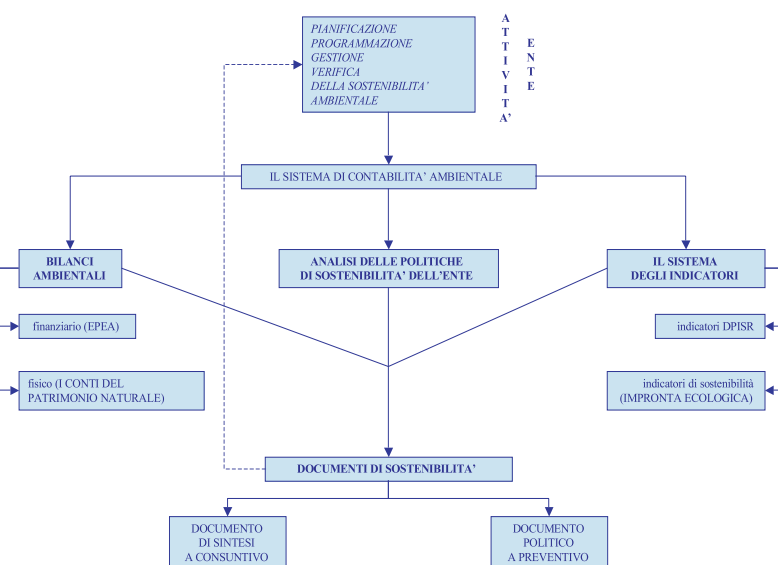 PIANIFICAZIONE
PROGRAMMAZIONE
GESTIONE
VERIFICA
DELLA SOSTENIBILITA'
AMBIENTALE
ATTIVITA'
ENTE
IL SISTEMA DI CONTABILITA' AMBIENTALE
BILANCI
AMBIENTALI
ANALISI DELLE POLITICHE
DI SOSTENIBILITA' DELL'ENTE
IL SISTEMA
DEGLI INDICATORI
finanziario (EPEA)
indicatori DPISR
fisico (I CONTI DEL
PATRIMONIO NATURALE)
indicatori di sostenibilità
(IMPRONTA ECOLOGICA)
DOCUMENTI DI SOSTENIBILITA'
DOCUMENTO
DI SINTESI
A CONSUNTIVO
DOCUMENTO
POLITICO
A PREVENTIVO